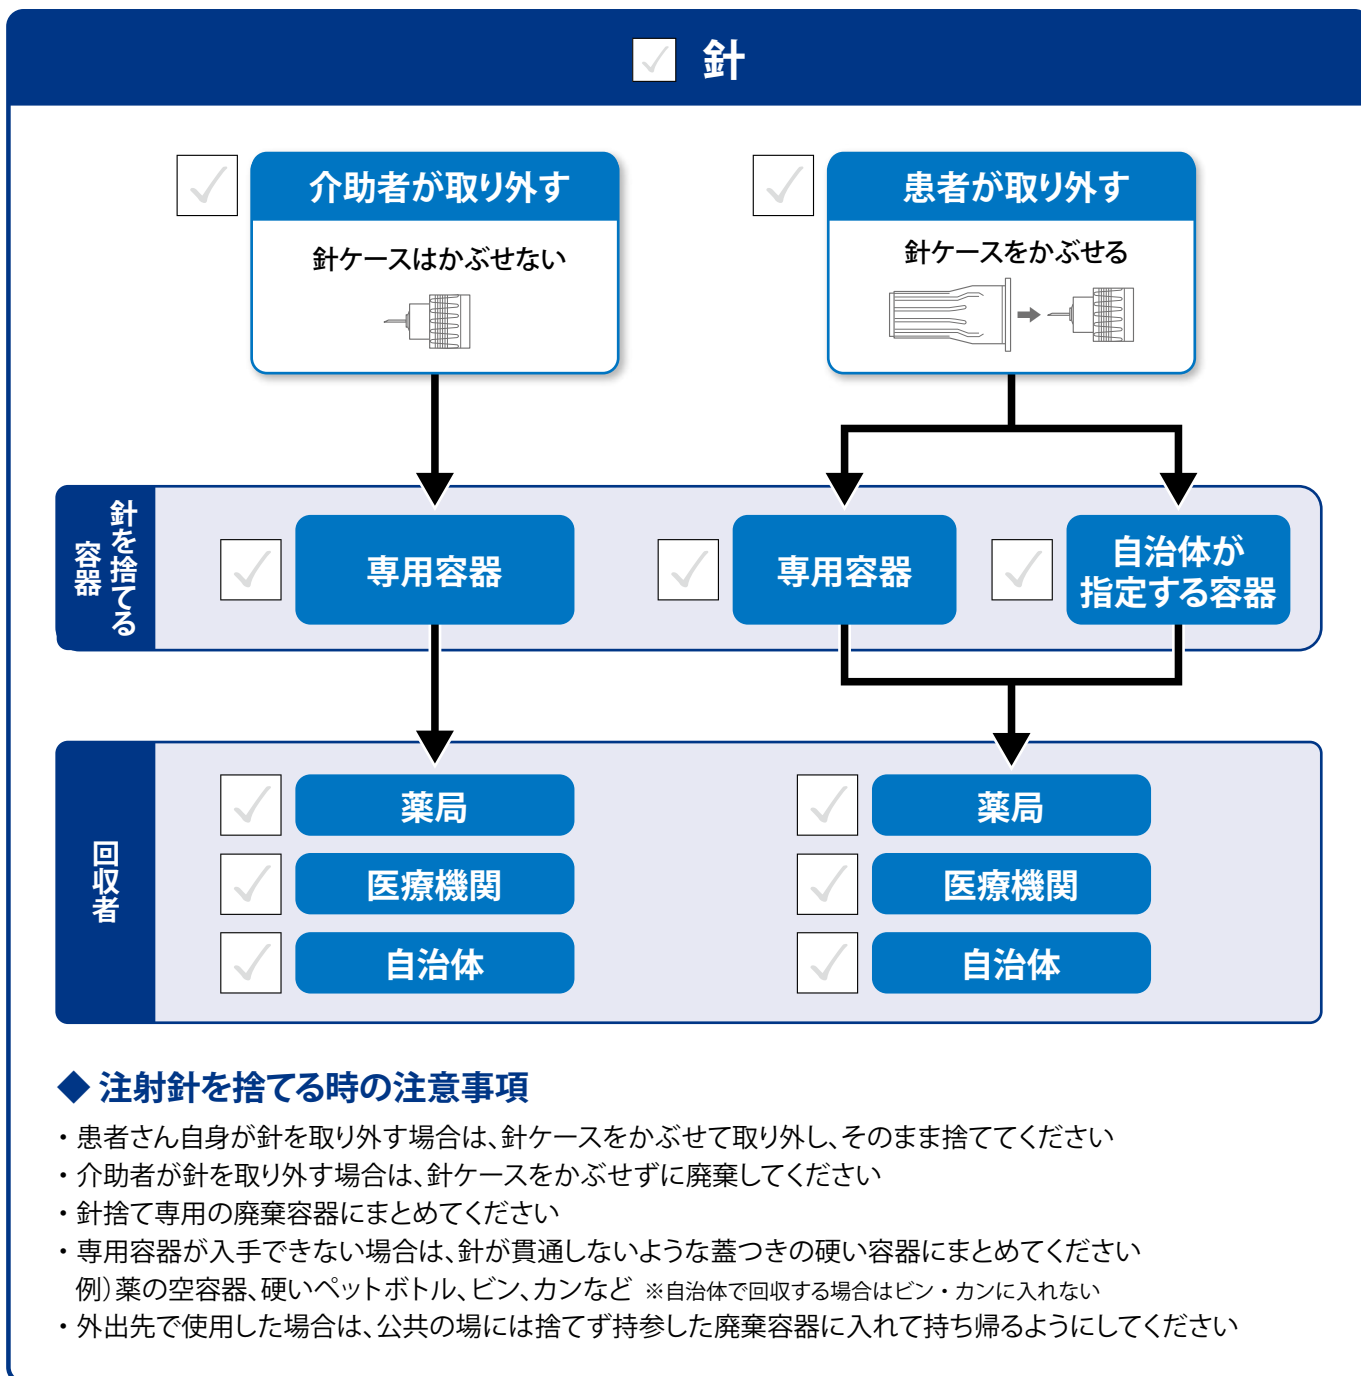 針
介助者が取り外す
針ケースはかぶせない
患者が取り外す
針ケースをかぶせる
針を捨てる
容器
専用容器
専用容器
自治体が
指定する容器
回収者
薬局
医療機関
自治体
薬局
医療機関
自治体
◆ 注射針を捨てる時の注意事項
・患者さん自身が針を取り外す場合は、針ケースをかぶせて取り外し、そのまま捨ててください
・介助者が針を取り外す場合は、針ケースをかぶせずに廃棄してください
・針捨て専用の廃棄容器にまとめてください
・専用容器が入手できない場合は、針が貫通しないような蓋つきの硬い容器にまとめてください
例）薬の空容器、硬いペットボトル、ビン、カンなど ※自治体で回収する場合はビン・カンに入れない
・外出先で使用した場合は、公共の場には捨てず持参した廃棄容器に入れて持ち帰るようにしてください